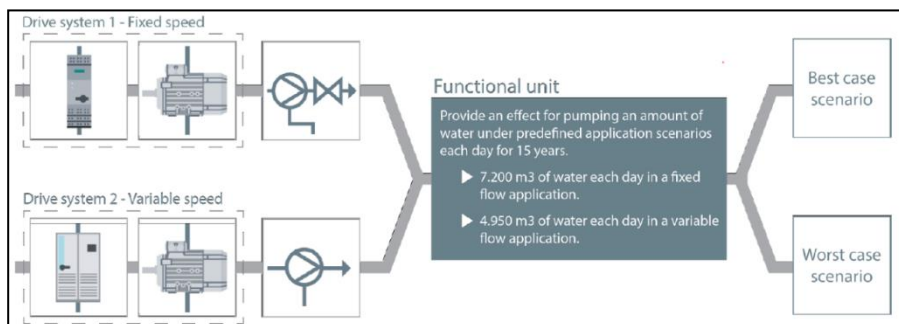 Drive system 1 - Fixed speed
Functional unit
Provide an effect for pumping an amount of
water under predefined application scenarios
each day for 15 years.
7.200 m3 of water each day in a fixed
flow application.
4.950 m3 of water each day in a variable
flow application.
Best case
scenario
Drive system 2 - Variable speed
Worst case
scenario